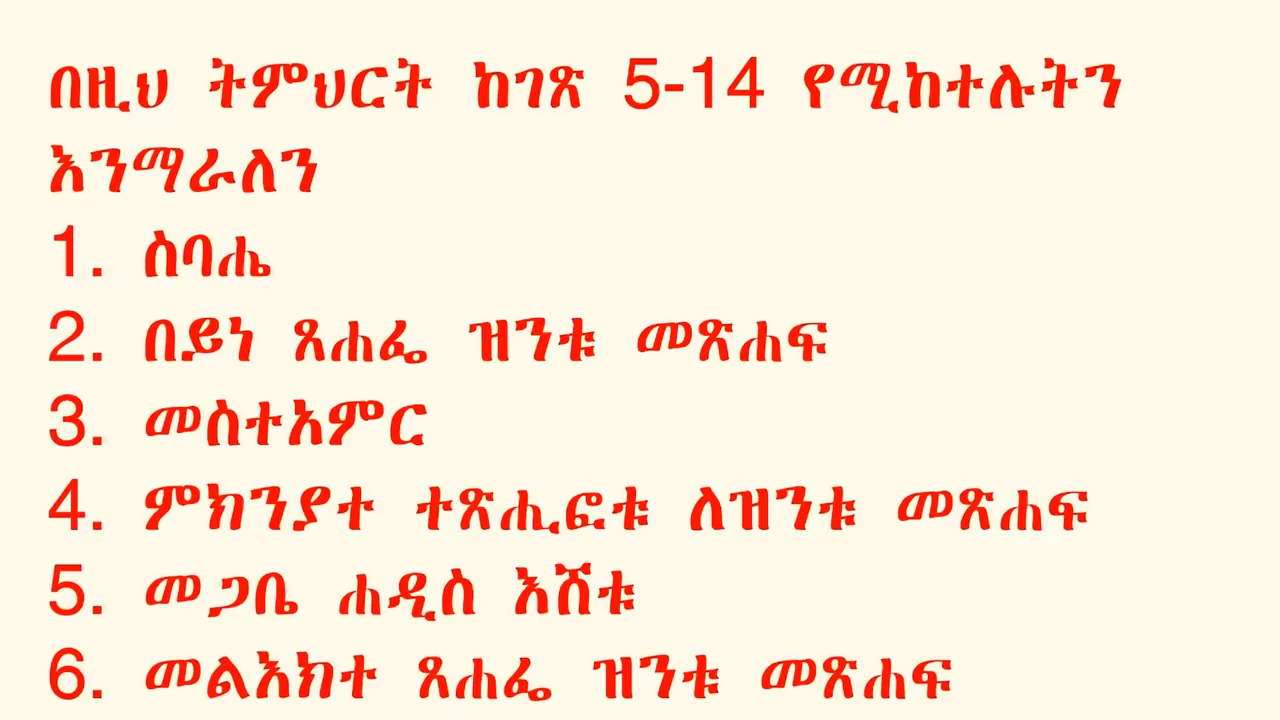 በዚህ ትምህርት ከገጽ 5-14 የሚከተሉትን
እንማራለን
1. ስባሔ
2. በይነ ጸሐፌ ዝንቱ መጽሐፍ
3. መስተአምር
4. ምክንያተ ተጽሒፎቱ ለዝንቱ መጽሐፍ
5. መጋቤ ሐዲስ እሸቱ
6. መልእክተ ጸሐፌ ዝንቱ መጽሐፍ